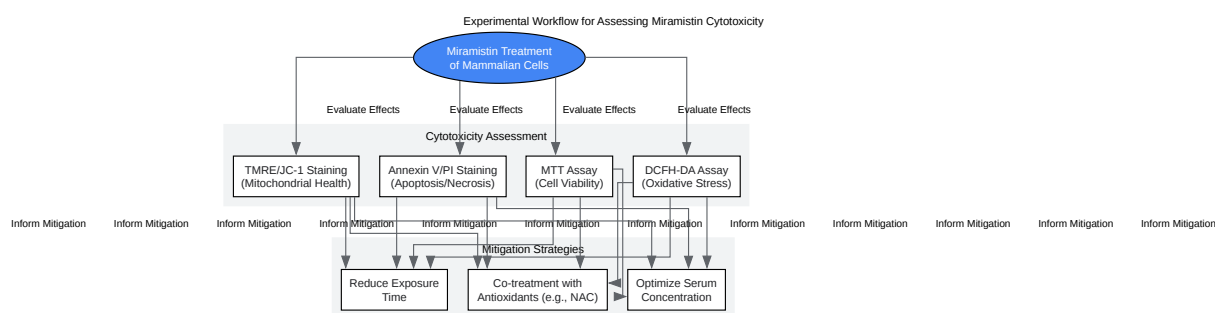 Experimental Workflow for Assessing Miramistin Cytotoxicity
Miramistin Treatment
of Mammalian Cells
Evaluate Effects
Evaluate Effects
Evaluate Effects
Evaluate Effects
Cytotoxicity Assessment
TMRE/JC-1 Staining
(Mitochondrial Health)
Annexin V/PI Staining
(Apoptosis/Necrosis)
MTT Assay
(Cell Viability)
DCFH-DA Assay
(Oxidative Stress)
Inform Mitigation
Inform Mitigation
Inform Mitigation
Inform Mitigation
Inform Mitigation
Inform Mitigation
Inform Mitigation
Inform Mitigation
Inform Mitigation
Inform Mitigation
Inform Mitigation
Inform Mitigation
Mitigation Strategies
Reduce Exposure
Time
Co-treatment with
Antioxidants (e.g., NAC)
Optimize Serum
Concentration